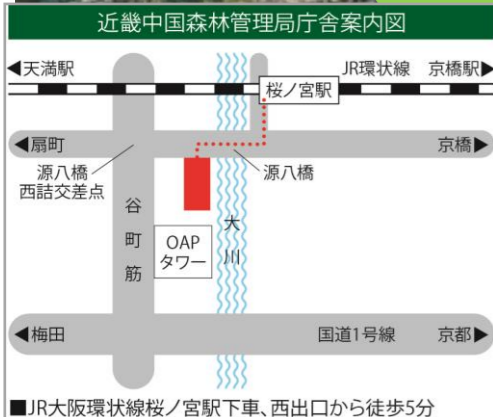 近畿中国森林管理局庁舎案内図
◀天満駅
JR環状線
京橋駅▶
桜ノ宮駅
◀扇町
京橋▶
源八橋
西詰交差点
源八橋
谷町筋
大川
OAP
タワー
◀梅田
国道1号線
京都▶
■JR大阪環状線桜ノ宮駅下車、西出口から徒歩5分